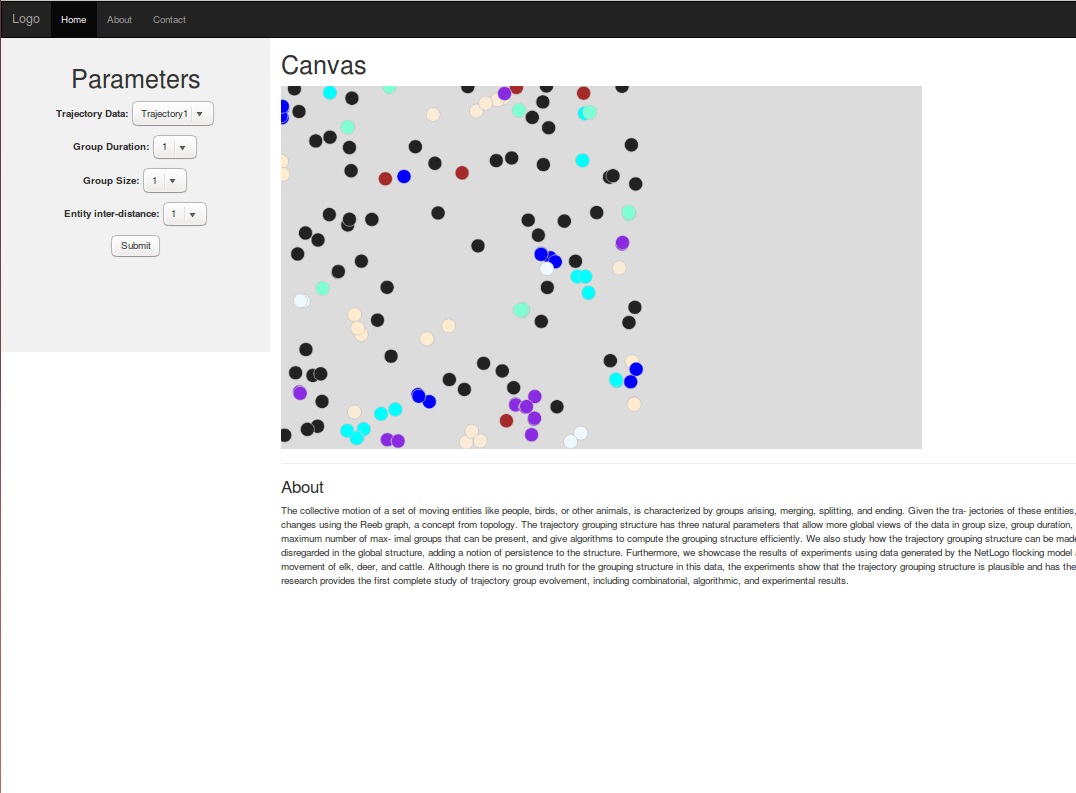 Logo Home About Contact
Parameters
Trajectory Data: Trajectory1
Group Duration: 1
Group Size: 1
Entity inter-distance: 1
Submit
Canvas
About
The collective motion of a set of moving entities like people, birds, or other animals, is characterized by groups arising, merging, splitting, and ending. Given the tra- jectories of these entities,
changes using the Reeb graph, a concept from topology. The trajectory grouping structure has three natural parameters that allow more global views of the data in group size, group duration,
maximum number of max- imal groups that can be present, and give algorithms to compute the grouping structure efficiently. We also study how the trajectory grouping structure can be made
disregarded in the global structure, adding a notion of persistence to the structure. Furthermore, we showcase the results of experiments using data generated by the NetLogo flocking model
movement of elk, deer, and cattle. Although there is no ground truth for the grouping structure in this data, the experiments show that the trajectory grouping structure is plausible and has the
research provides the first complete study of trajectory group evolvement, including combinatorial, algorithmic, and experimental results.